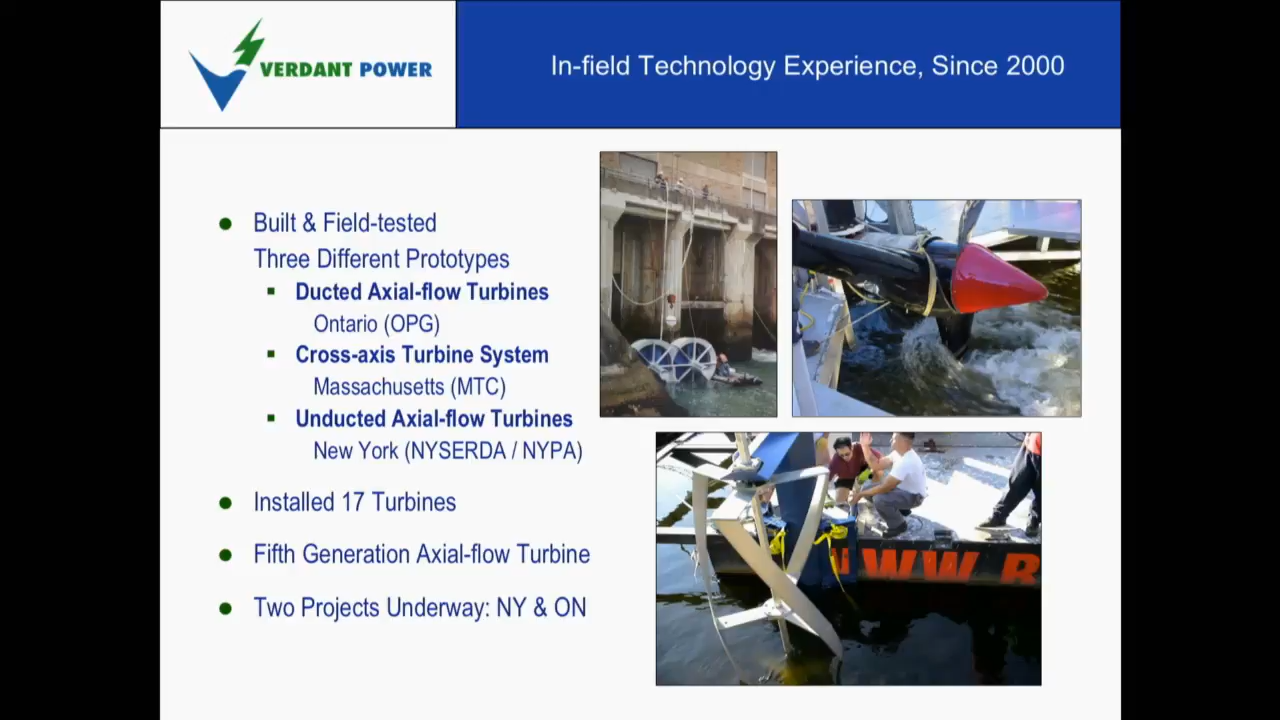 VERDANT POWER
In-field Technology Experience, Since 2000
Built & Field-tested
Three Different Prototypes
Ducted Axial-flow Turbines
Ontario (OPG)
Cross-axis Turbine System
Massachusetts (MTC)
Unducted Axial-flow Turbines
New York (NYSERDA / NYPA)
Installed 17 Turbines
Fifth Generation Axial-flow Turbine
Two Projects Underway: NY & ON
WWW.R